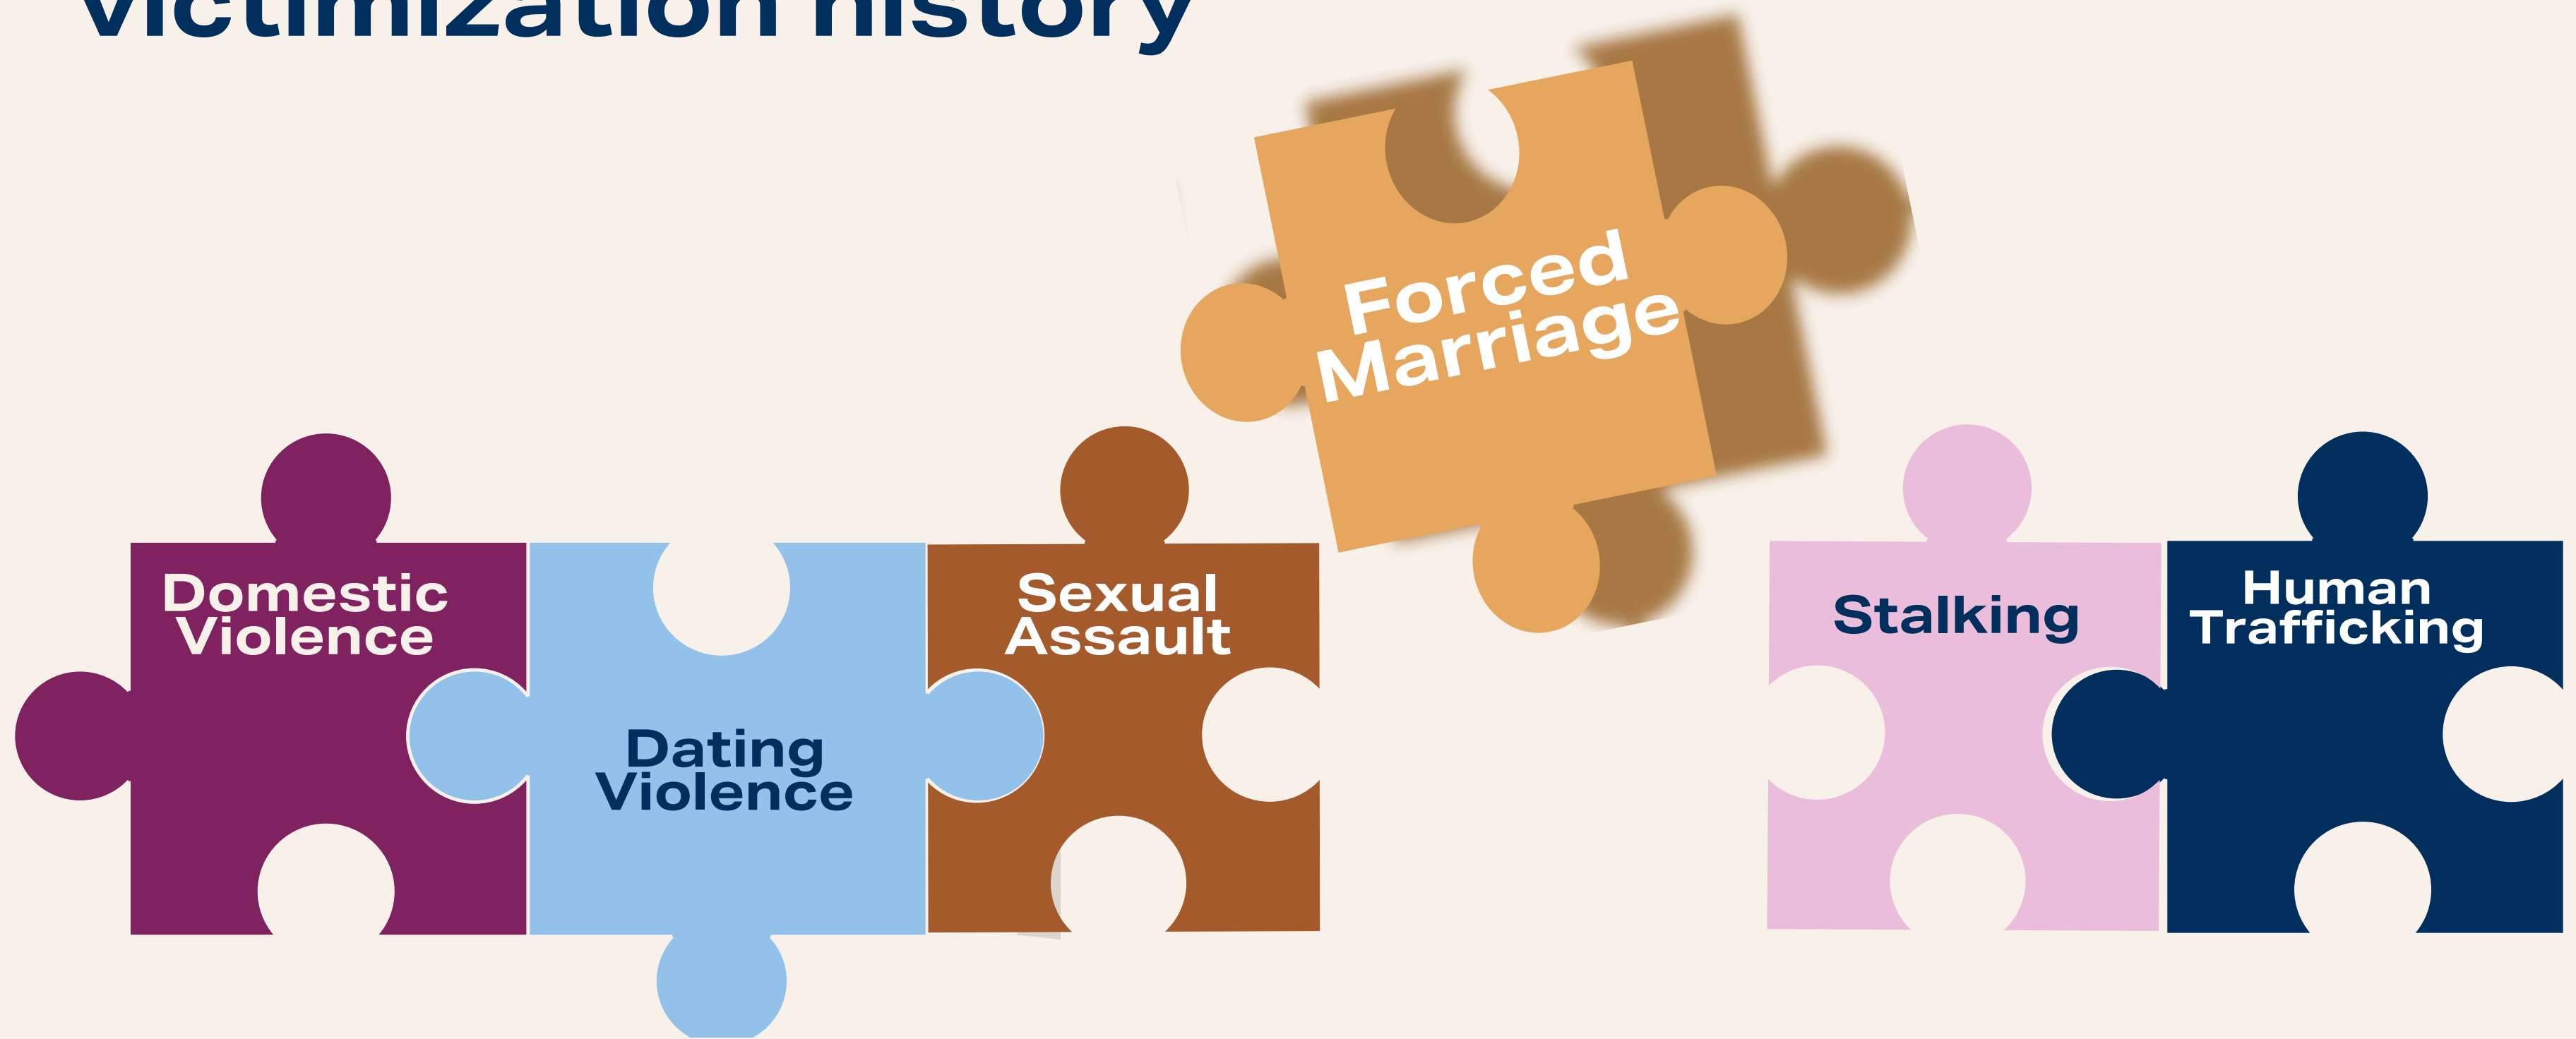 victimization history
Forced
Marriage
Domestic
Violence
Dating
Violence
Sexual
Assault
Stalking
Human
Trafficking